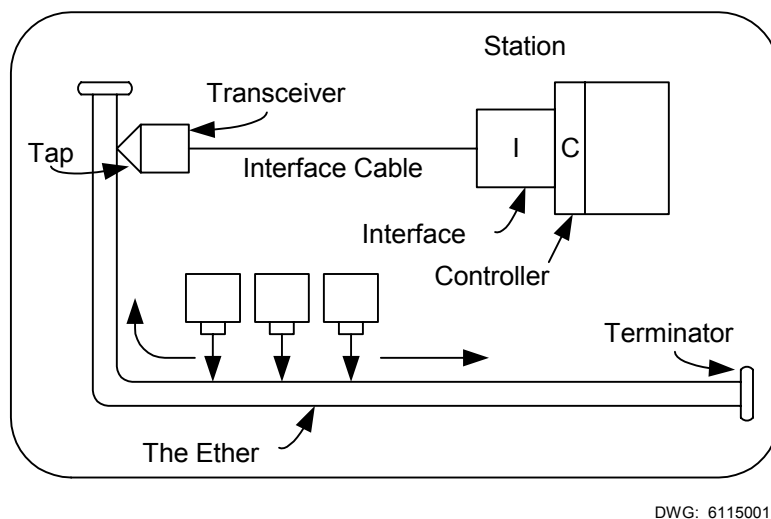 Station
Transceiver
Tap
Interface Cable
I
C
Interface
Controller
Terminator
The Ether
DWG: 6115001